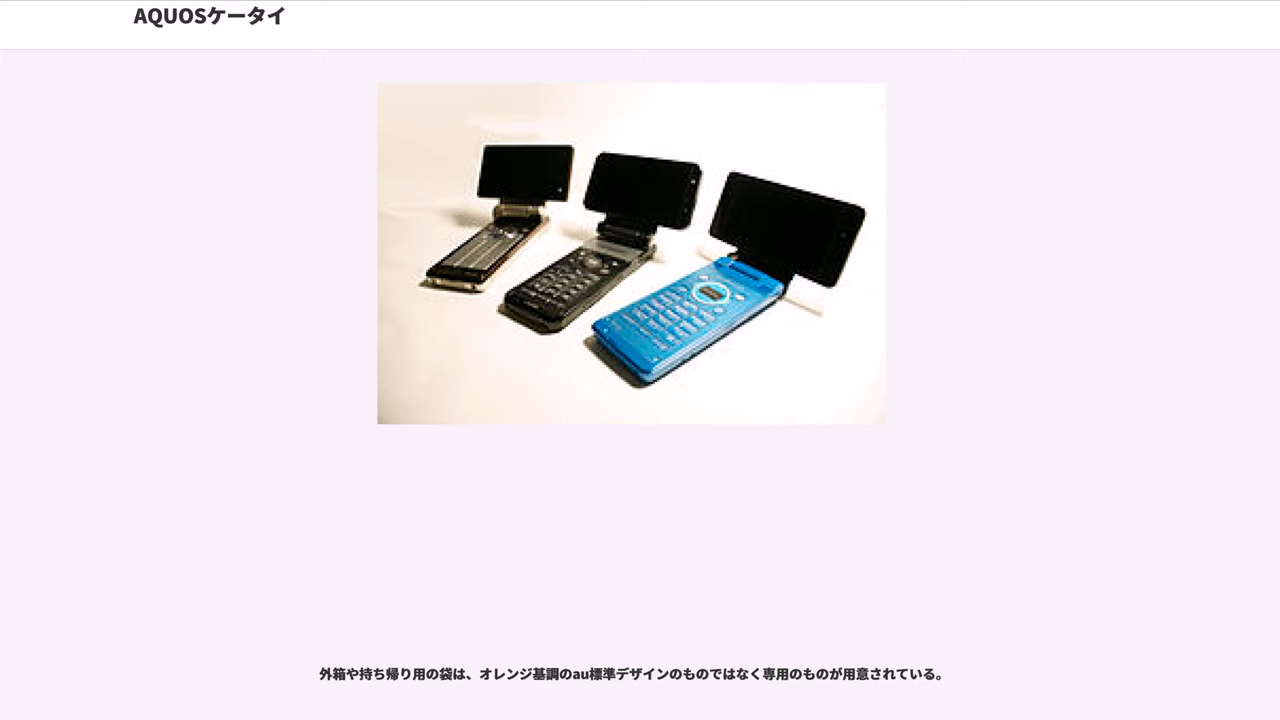 AQUOSケータイ
外箱や持ち帰り用の袋は、オレンジ基調のau標準デザインのものではなく専用のものが用意されている。